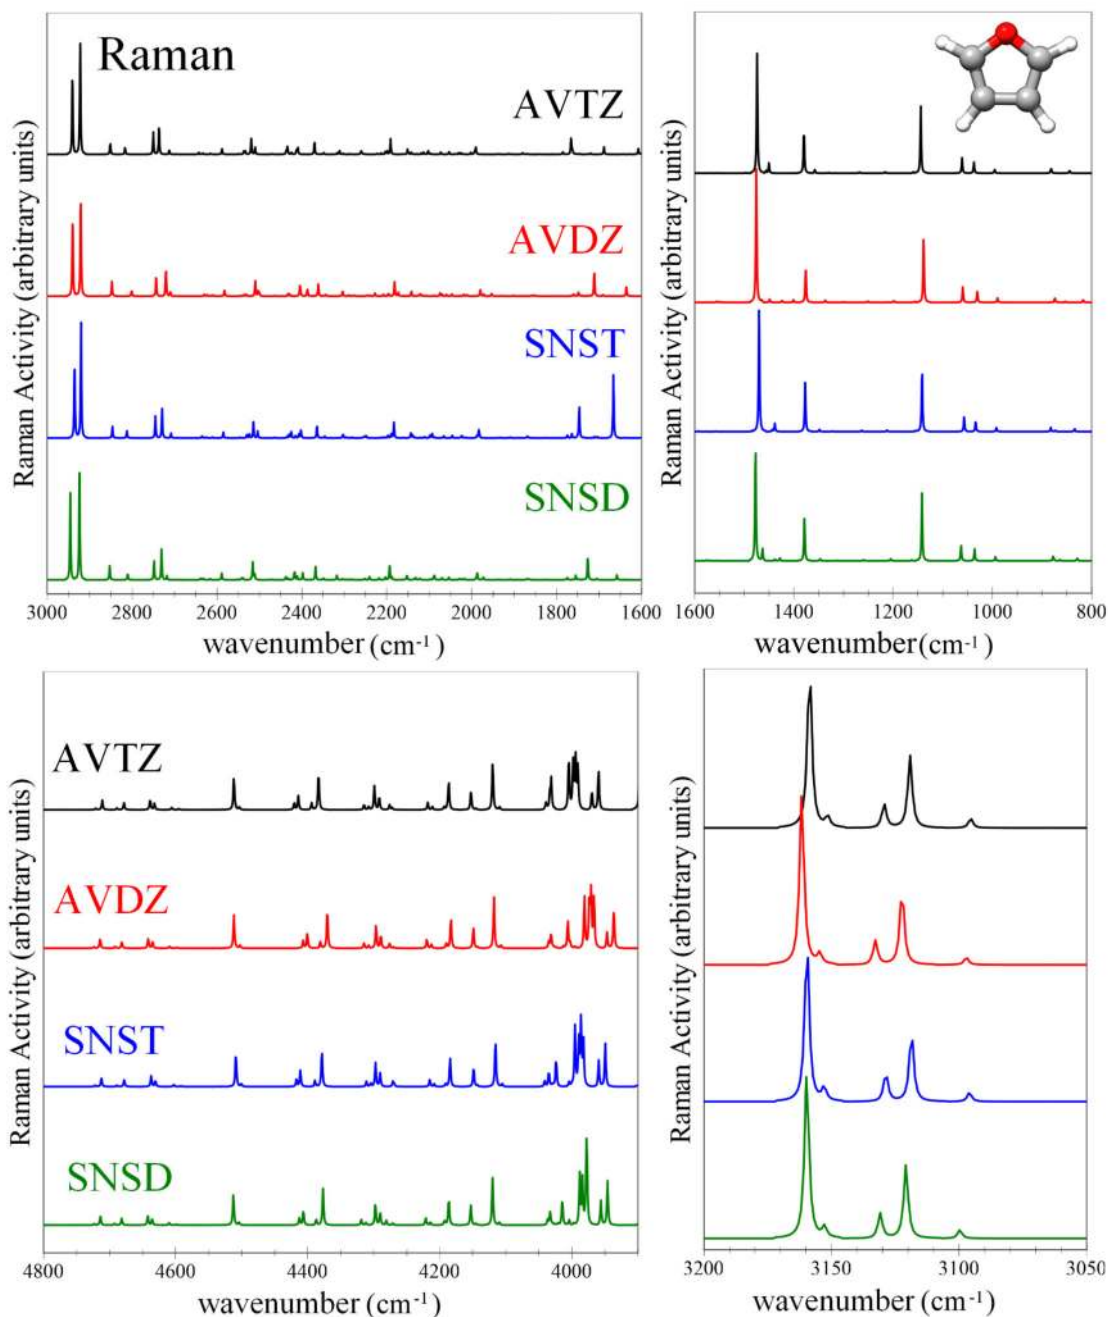 Raman
AVTZ
AVDZ
SNST
SNSD
Raman Activity (arbitrary units)
3000 2800 2600 2400 2200 2000 1800 1600
wavenumber (cm-1)
Raman Activity (arbitrary units)
1600 1400 1200 1000 800
wavenumber(cm-1)
AVTZ
AVDZ
SNST
SNSD
Raman Activity (arbitrary units)
4800 4600 4400 4200 4000
wavenumber (cm-1)
Raman Activity (arbitrary units)
3200 3150 3100 3050
wavenumber (cm-1)